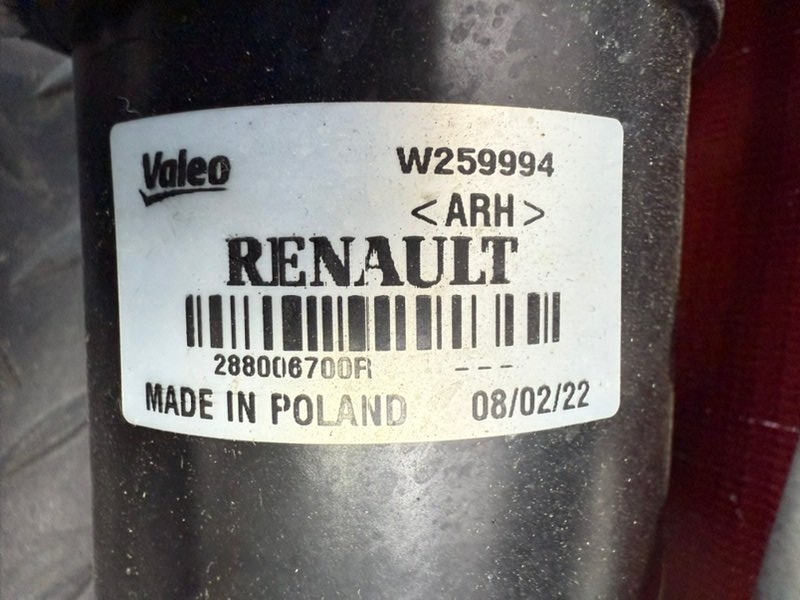 Valeo W259994
<ARH>
RENAULT
288006700R ---
MADE IN POLAND 08/02/22